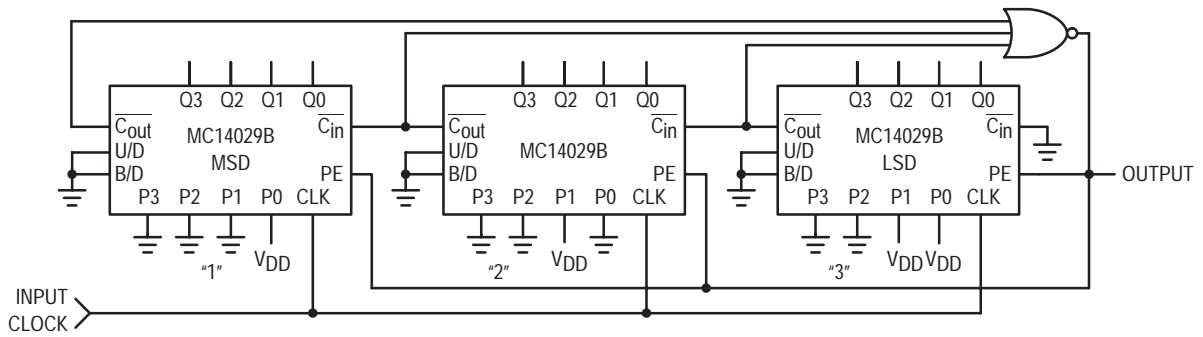 Q3 Q2 Q1 Q0
Cout
Cin
U/D
B/D
MC14029B
MSD
PE
P3 P2 P1 P0 CLK
"1"
VDD
Q3 Q2 Q1 Q0
Cout
Cin
U/D
B/D
MC14029B
PE
P3 P2 P1 P0 CLK
"2"
VDD
Q3 Q2 Q1 Q0
Cout
Cin
U/D
B/D
MC14029B
LSD
PE
P3 P2 P1 P0 CLK
"3"
VDD VDD
OUTPUT
INPUT
CLOCK